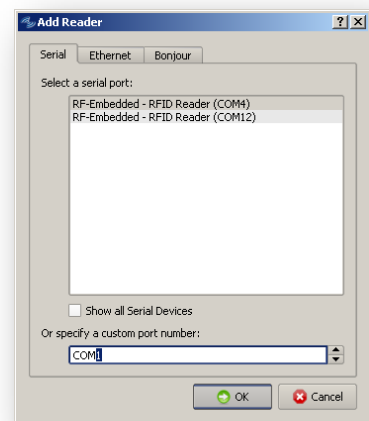 Add Reader
Serial Ethernet Bonjour
Select a serial port:
RF-Embedded - RFID Reader (COM4)
RF-Embedded - RFID Reader (COM12)
Show all Serial Devices
Or specify a custom port number:
COM1
OK Cancel